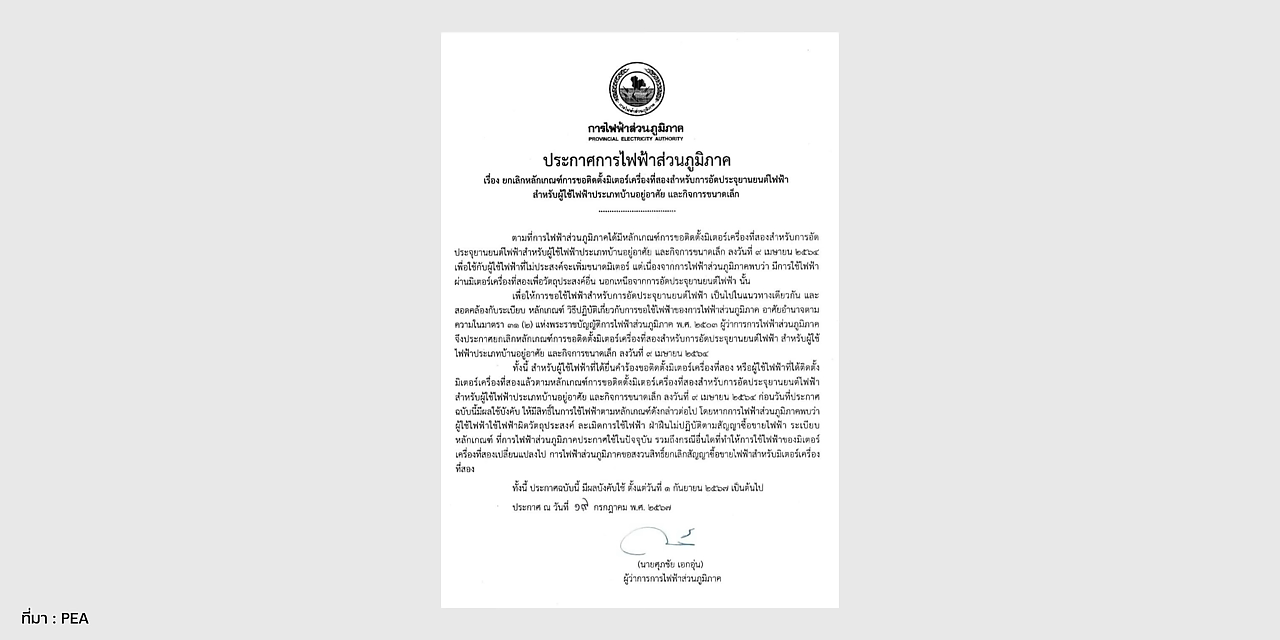 การไฟฟ้าส่วนภูมิภาค
PROVINCIAL ELECTRICITY AUTHORITY
ประกาศการไฟฟ้าส่วนภูมิภาค
เรื่อง ยกเลิกหลักเกณฑ์การขอติดตั้งมิเตอร์เครื่องที่สองสำหรับการอัดประจุยานยนต์ไฟฟ้า
สำหรับผู้ใช้ไฟฟ้าประเภทบ้านอยู่อาศัย และกิจการขนาดเล็ก
..................................
ตามที่การไฟฟ้าส่วนภูมิภาคได้มีหลักเกณฑ์การขอติดตั้งมิเตอร์เครื่องที่สองสำหรับการอัด
ประจุยานยนต์ไฟฟ้าสำหรับผู้ใช้ไฟฟ้าประเภทบ้านอยู่อาศัย และกิจการขนาดเล็ก ลงวันที่ ๙ เมษายน ๒๕๖๔
เพื่อใช้กับผู้ใช้ไฟฟ้าที่ไม่ประสงค์จะเพิ่มขนาดมิเตอร์ แต่เนื่องจากการไฟฟ้าส่วนภูมิภาคพบว่า มีการใช้ไฟฟ้า
ผ่านมิเตอร์เครื่องที่สองเพื่อวัตถุประสงค์อื่น นอกเหนือจากการอัดประจุยานยนต์ไฟฟ้า นั้น
เพื่อให้การขอใช้ไฟฟ้าสำหรับการอัดประจุยานยนต์ไฟฟ้า เป็นไปในแนวทางเดียวกัน และ
สอดคล้องกับระเบียบ หลักเกณฑ์ วิธีปฏิบัติเกี่ยวกับการขอใช้ไฟฟ้าของการไฟฟ้าส่วนภูมิภาค อาศัยอำนาจตาม
ความในมาตรา ๓๑ (๒) แห่งพระราชบัญญัติการไฟฟ้าส่วนภูมิภาค พ.ศ. ๒๕๐๓ ผู้ว่าการการไฟฟ้าส่วนภูมิภาค
จึงประกาศยกเลิกหลักเกณฑ์การขอติดตั้งมิเตอร์เครื่องที่สองสำหรับการอัดประจุยานยนต์ไฟฟ้า สำหรับผู้ใช้
ไฟฟ้าประเภทบ้านอยู่อาศัย และกิจการขนาดเล็ก ลงวันที่ ๙ เมษายน ๒๕๖๔
ทั้งนี้ สำหรับผู้ใช้ไฟฟ้าที่ได้ยื่นคำร้องขอติดตั้งมิเตอร์เครื่องที่สอง หรือผู้ใช้ไฟฟ้าที่ได้ติดตั้ง
มิเตอร์เครื่องที่สองแล้วตามหลักเกณฑ์การขอติดตั้งมิเตอร์เครื่องที่สองสำหรับการอัดประจุยานยนต์ไฟฟ้า
สำหรับผู้ใช้ไฟฟ้าประเภทบ้านอยู่อาศัย และกิจการขนาดเล็ก ลงวันที่ ๙ เมษายน ๒๕๖๔ ก่อนวันที่ประกาศ
ฉบับนี้มีผลใช้บังคับ ให้มีสิทธิ์ในการใช้ไฟฟ้าตามหลักเกณฑ์ดังกล่าวต่อไป โดยหากการไฟฟ้าส่วนภูมิภาคพบว่า
ผู้ใช้ไฟฟ้าใช้ไฟฟ้าผิดวัตถุประสงค์ ละเมิดการใช้ไฟฟ้า ฝ่าฝืนไม่ปฏิบัติตามสัญญาซื้อขายไฟฟ้า ระเบียบ
หลักเกณฑ์ ที่การไฟฟ้าส่วนภูมิภาคประกาศใช้ในปัจจุบัน รวมถึงกรณีอื่นใดที่ทำให้การใช้ไฟฟ้าของมิเตอร์
เครื่องที่สองเปลี่ยนแปลงไป การไฟฟ้าส่วนภูมิภาคขอสงวนสิทธิ์ยกเลิกสัญญาซื้อขายไฟฟ้าสำหรับมิเตอร์เครื่อง
ที่สอง
ทั้งนี้ ประกาศฉบับนี้ มีผลบังคับใช้ ตั้งแต่วันที่ ๑ กันยายน ๒๕๖๗ เป็นต้นไป
ประกาศ ณ วันที่ ๑๙ กรกฎาคม พ.ศ. ๒๕๖๗
(นายศุภชัย เอกอุ่น)
ผู้ว่าการการไฟฟ้าส่วนภูมิภาค
ที่มา : PEA